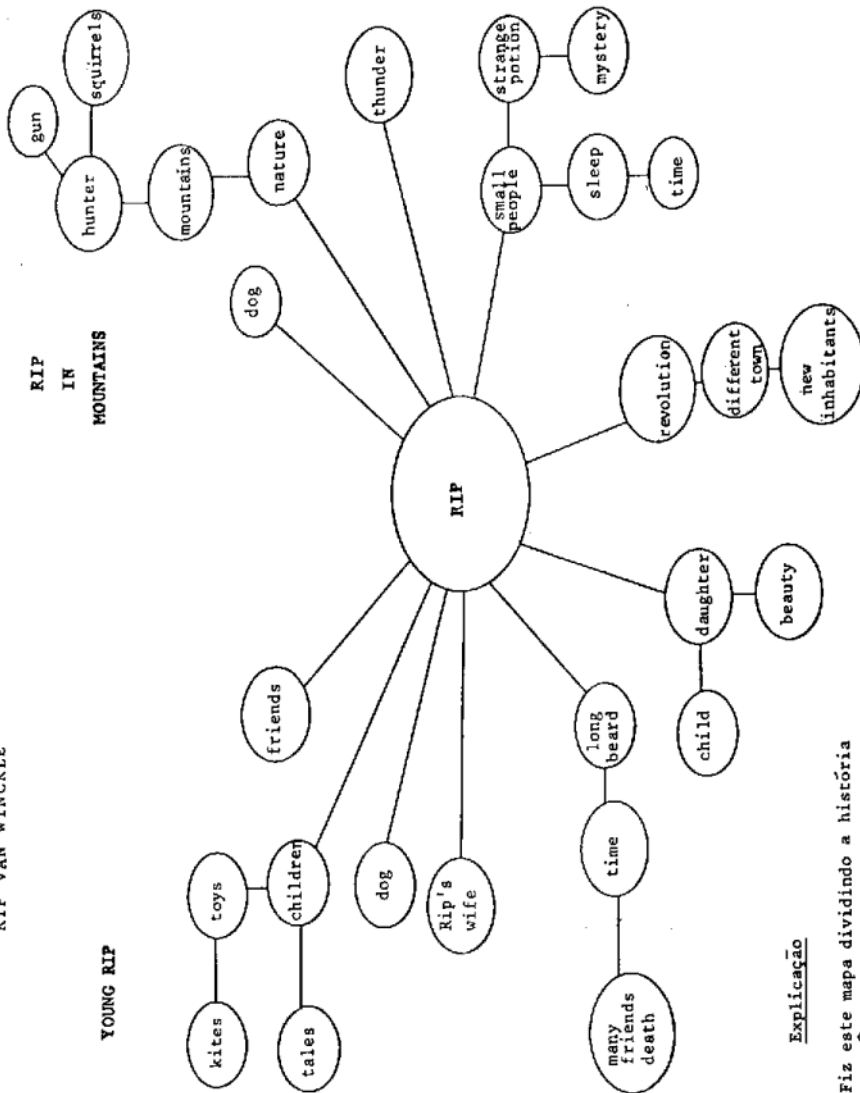 RIP VAN WINCKLE
YOUNG RIP
RIP
IN
MOUNTAINS
kites
toys
tales
children
friends
dog
Rip's
wife
dog
gun
squirrels
hunter
mountains
nature
thunder
RIP
small
people
strange
potion
mystery
sleep
time
revolution
different
town
new
inhabitants
daughter
child
beauty
long
beard
time
many
friends
death
Explicação
Fiz este mapa dividindo a história